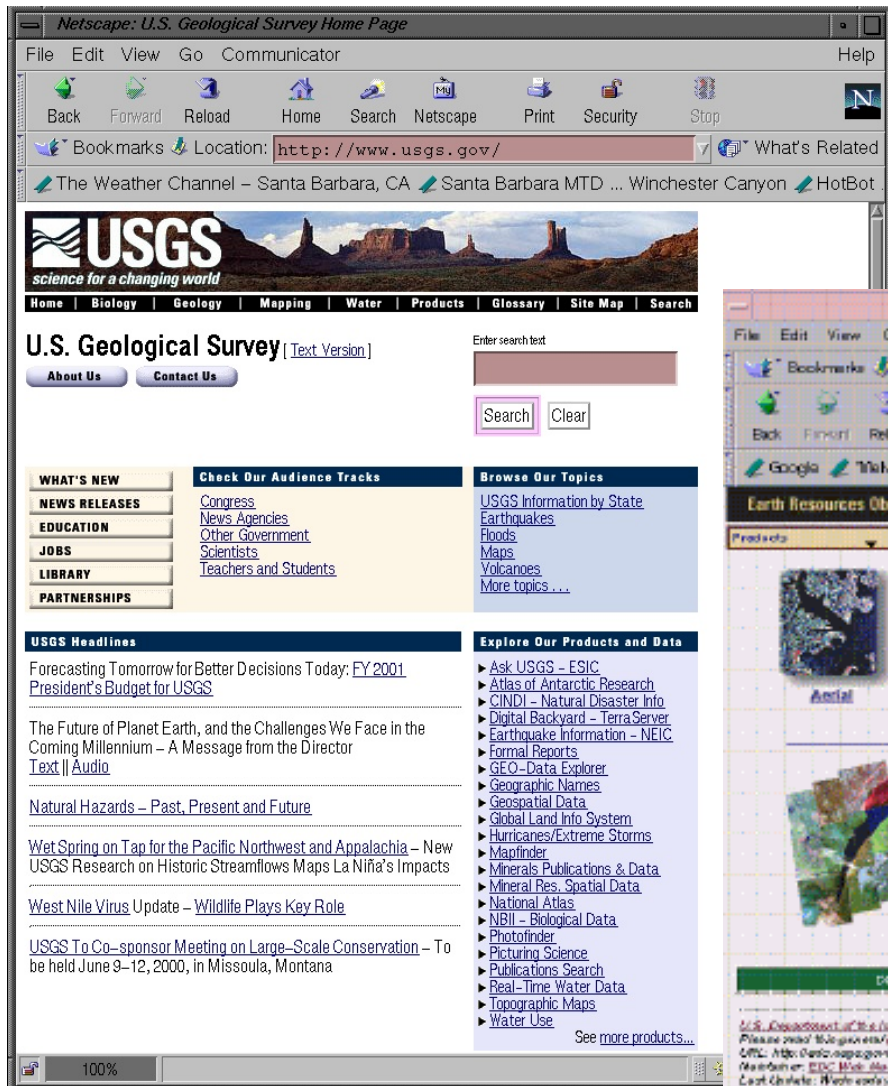 Netscape: U.S. Geological Survey Home Page
File Edit View Go Communicator Help
Back Forward Reload Home Search Netscape Print Security Stop
My
N
Bookmarks Location: http://www.usgs.gov/ What's Related
The Weather Channel – Santa Barbara, CA Santa Barbara MTD ... Winchester Canyon HotBot
USGS
science for a changing world
Home | Biology | Geology | Mapping | Water | Products | Glossary | Site Map | Search
U.S. Geological Survey [ Text Version ]
About Us Contact Us
Enter search text
Search Clear
WHAT'S NEW
NEWS RELEASES
EDUCATION
JOBS
LIBRARY
PARTNERSHIPS
Check Our Audience Tracks
Congress
News Agencies
Other Government
Scientists
Teachers and Students
Browse Our Topics
USGS Information by State
Earthquakes
Floods
Maps
Volcanoes
More topics . . .
USGS Headlines
Forecasting Tomorrow for Better Decisions Today: FY 2001
President's Budget for USGS
The Future of Planet Earth, and the Challenges We Face in the
Coming Millennium – A Message from the Director
Text || Audio
Natural Hazards – Past, Present and Future
Wet Spring on Tap for the Pacific Northwest and Appalachia – New
USGS Research on Historic Streamflows Maps La Niña's Impacts
West Nile Virus Update – Wildlife Plays Key Role
USGS To Co–sponsor Meeting on Large–Scale Conservation – To
be held June 9–12, 2000, in Missoula, Montana
Explore Our Products and Data
Ask USGS – ESIC
Atlas of Antarctic Research
CINDI – Natural Disaster Info
Digital Backyard – TerraServer
Earthquake Information – NEIC
Formal Reports
GEO–Data Explorer
Geographic Names
Geospatial Data
Global Land Info System
Hurricanes/Extreme Storms
Mapfinder
Minerals Publications & Data
Mineral Res. Spatial Data
National Atlas
NBII – Biological Data
Photofinder
Picturing Science
Publications Search
Real–Time Water Data
Topographic Maps
Water Use
See more products...
100%
File Edit View
Bookmarks
Back Forward
Google
Earth Resources Ob
Products
Aerial